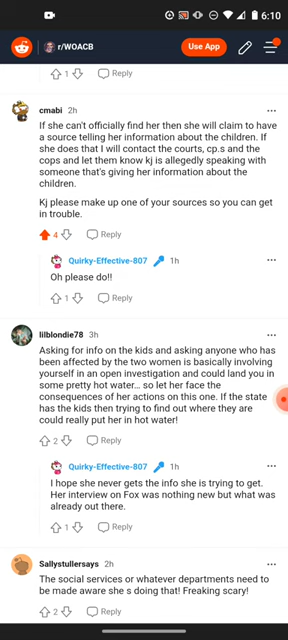 6:10
r/WOACB
Use App
1
Reply
cmabi 2h
If she can't officially find her then she will claim to have
a source telling her information about the children. If
she does that I will contact the courts, cp.s and the
cops and let them know kj is allegedly speaking with
someone that's giving her information about the
children.
Kj please make up one of your sources so you can get
in trouble.
4
Reply
Quirky-Effective-807 1h
Oh please do!!
1
Reply
lilblondie78 3h
Asking for info on the kids and asking anyone who has
been affected by the two women is basically involving
yourself in an open investigation and could land you in
some pretty hot water... so let her face the
consequences of her actions on this one. If the state
has the kids then trying to find out where they are
could really put her in hot water!
2
Reply
Quirky-Effective-807 1h
I hope she never gets the info she is trying to get.
Her interview on Fox was nothing new but what was
already out there.
1
Reply
Sallystullersays 2h
The social services or whatever departments need to
be made aware she s doing that! Freaking scary!
2
Reply